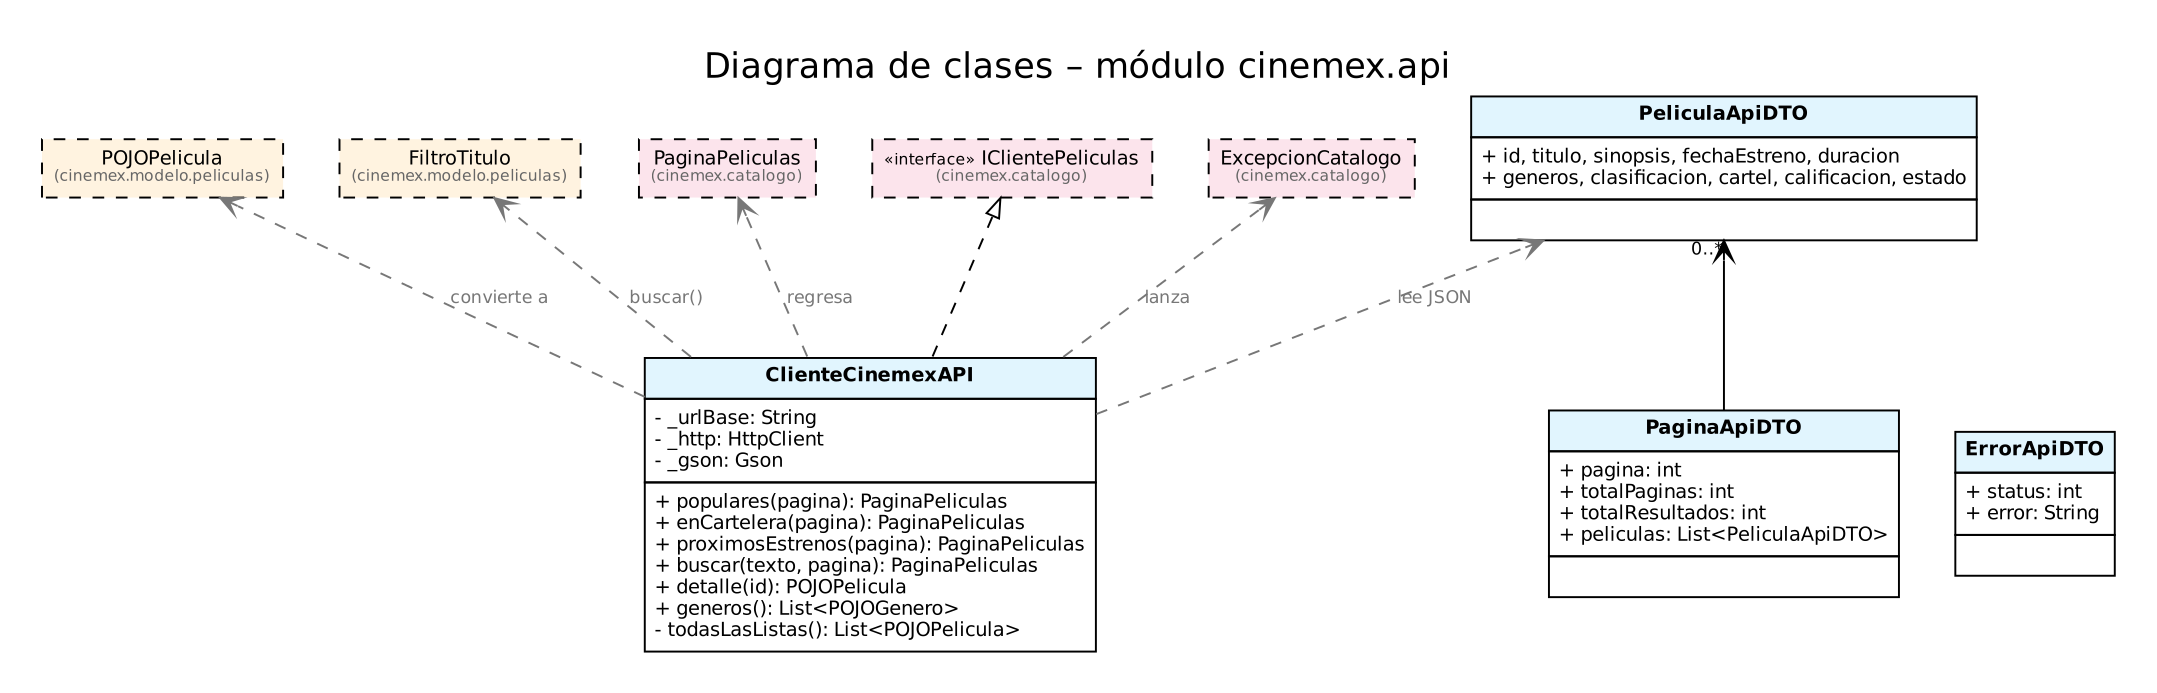 Diagrama de clases – módulo cinemex.api
POJOPelicula
(cinemex.modelo.peliculas)
FiltroTitulo
(cinemex.modelo.peliculas)
PaginaPeliculas
(cinemex.catalogo)
«interface» IClientePeliculas
(cinemex.catalogo)
ExcepcionCatalogo
(cinemex.catalogo)
PeliculaApiDTO
+ id, titulo, sinopsis, fechaEstreno, duracion
+ generos, clasificacion, cartel, calificacion, estado
0..*
convierte a
buscar()
regresa
lanza
lee JSON
ClienteCinemexAPI
- _urlBase: String
- _http: HttpClient
- _gson: Gson
+ populares(pagina): PaginaPeliculas
+ enCartelera(pagina): PaginaPeliculas
+ proximosEstrenos(pagina): PaginaPeliculas
+ buscar(texto, pagina): PaginaPeliculas
+ detalle(id): POJOPelicula
+ generos(): List<POJOGenero>
- todasLasListas(): List<POJOPelicula>
PaginaApiDTO
+ pagina: int
+ totalPaginas: int
+ totalResultados: int
+ peliculas: List<PeliculaApiDTO>
ErrorApiDTO
+ status: int
+ error: String